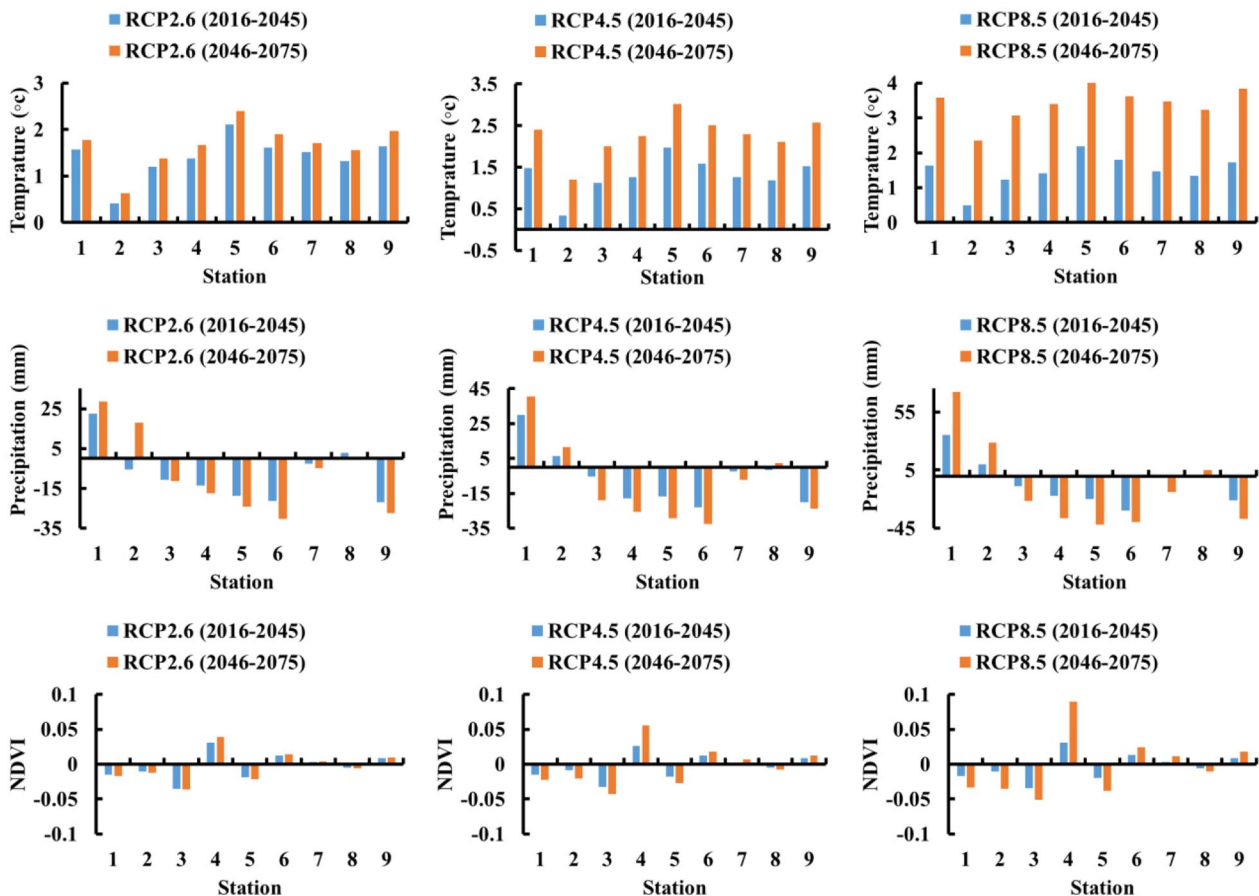 RCP2.6 (2016-2045)
RCP2.6 (2046-2075)
Temprature (°c)
3
2
1
0
1 2 3 4 5 6 7 8 9
Station
RCP4.5 (2016-2045)
RCP4.5 (2046-2075)
Temprature (°c)
3.5
2.5
1.5
0.5
-0.5
1 2 3 4 5 6 7 8 9
Station
RCP8.5 (2016-2045)
RCP8.5 (2046-2075)
Temprature (°c)
4
3
2
1
0
1 2 3 4 5 6 7 8 9
Station
RCP2.6 (2016-2045)
RCP2.6 (2046-2075)
Precipitation (mm)
25
5
-15
-35
1 2 3 4 5 6 7 8 9
Station
RCP4.5 (2016-2045)
RCP4.5 (2046-2075)
Precipitation (mm)
45
25
5
-15
-35
1 2 3 4 5 6 7 8 9
Station
RCP8.5 (2016-2045)
RCP8.5 (2046-2075)
Precipitation (mm)
55
5
-45
1 2 3 4 5 6 7 8 9
Station
RCP2.6 (2016-2045)
RCP2.6 (2046-2075)
NDVI
0.1
0.05
0
-0.05
-0.1
1 2 3 4 5 6 7 8 9
Station
RCP4.5 (2016-2045)
RCP4.5 (2046-2075)
NDVI
0.1
0.05
0
-0.05
-0.1
1 2 3 4 5 6 7 8 9
Station
RCP8.5 (2016-2045)
RCP8.5 (2046-2075)
NDVI
0.1
0.05
0
-0.05
-0.1
1 2 3 4 5 6 7 8 9
Station